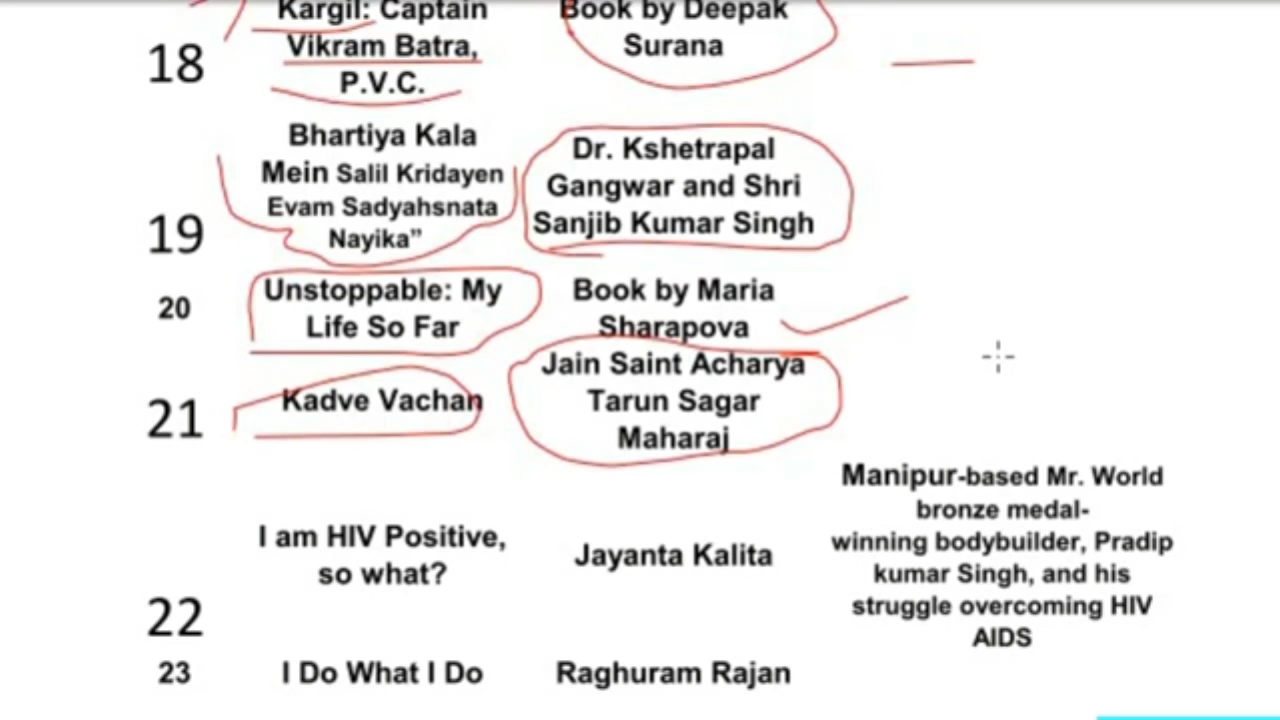 Kargil: Captain
Vikram Batra,
P.V.C.
Book by Deepak
Surana
18
Bhartiya Kala
Mein Salil Kridayen
Evam Sadyahsnata
Nayika”
Dr. Kshetrapal
Gangwar and Shri
Sanjib Kumar Singh
19
Unstoppable: My
Life So Far
Book by Maria
Sharapova
20
Kadve Vachan
Jain Saint Acharya
Tarun Sagar
Maharaj
21
I am HIV Positive,
so what?
Jayanta Kalita
Manipur-based Mr. World
bronze medal-
winning bodybuilder, Pradip
kumar Singh, and his
struggle overcoming HIV
AIDS
22
23
I Do What I Do
Raghuram Rajan